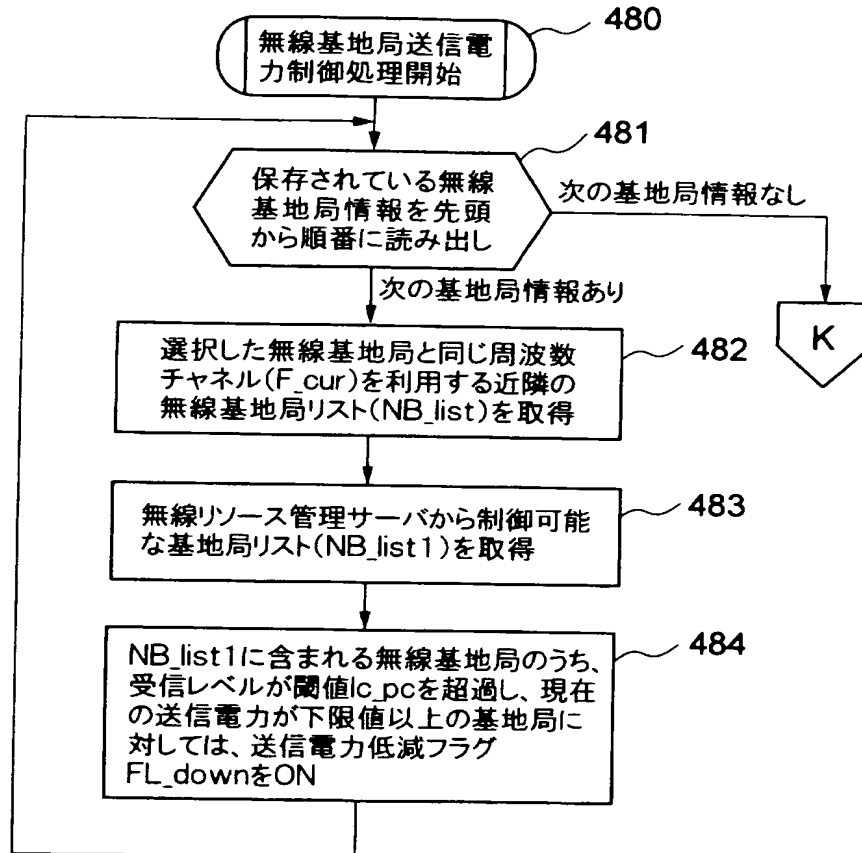 無線基地局送信電
力制御処理開始
480
481
保存されている無線
基地局情報を先頭
から順番に読み出し
次の基地局情報なし
次の基地局情報あり
K
選択した無線基地局と同じ周波数
チャネル(F_cur)を利用する近隣の
無線基地局リスト(NB_list)を取得
482
無線リソース管理サーバから制御可能
な基地局リスト(NB_list1)を取得
483
NB_list1に含まれる無線基地局のうち、
受信レベルが閾値lc_pcを超過し、現在
の送信電力が下限値以上の基地局に
対しては、送信電力低減フラグ
FL_downをON
484